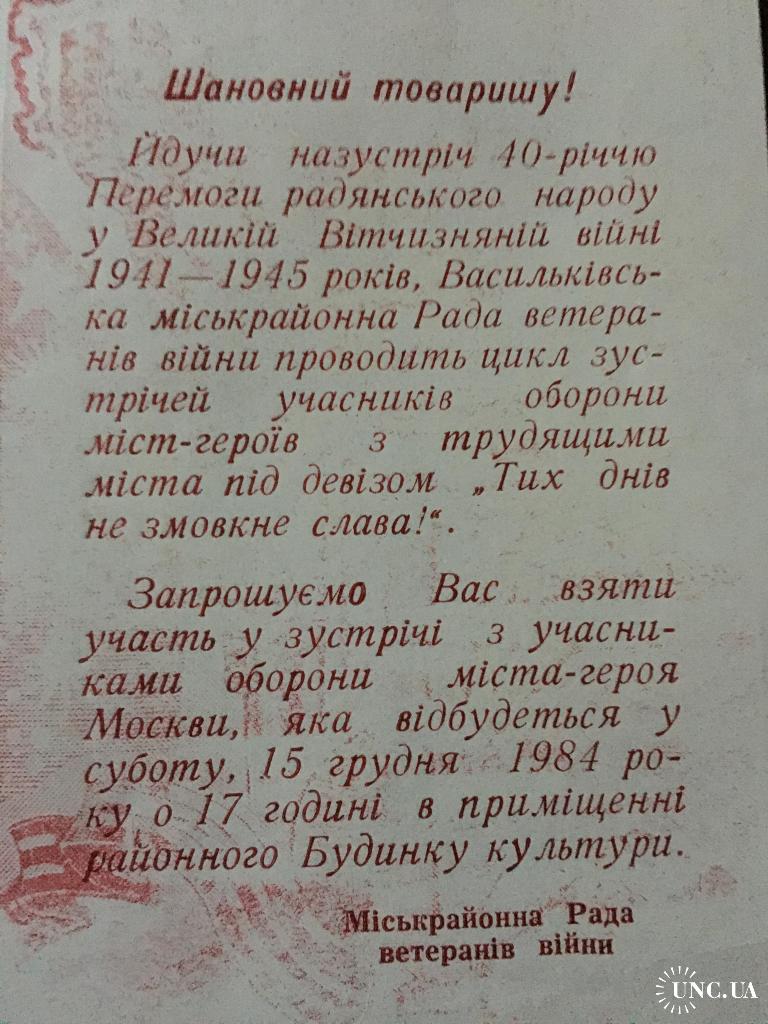 Шановний товаришу!
Йдучи назустріч 40-річчю
Перемоги радянського народу
у Великій Вітчизняній війні
1941—1945 років, Васильківсь-
ка міськрайонна Рада ветера-
нів війни проводить цикл зус-
трічей учасників оборони
міст-героїв з трудящими
міста під девізом „Тих днів
не змовкне слава!“.
Запрошуємо Вас взяти
участь у зустрічі з учасни-
ками оборони міста-героя
Москви, яка відбудеться у
суботу, 15 грудня 1984 ро-
ку о 17 годині в приміщенні
районного Будинку культури.
Міськрайонна Рада
ветеранів війни
UNC.UA